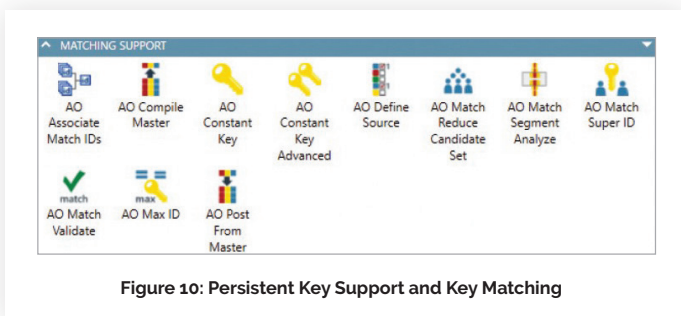 MATCHING SUPPORT
AO Associate Match IDs
AO Compile Master
AO Constant Key
AO Constant Key Advanced
AO Define Source
AO Match Reduce Candidate Set
AO Match Segment Analyze
AO Match Super ID
match
AO Match Validate
max
AO Max ID
AO Post From Master
Figure 10: Persistent Key Support and Key Matching